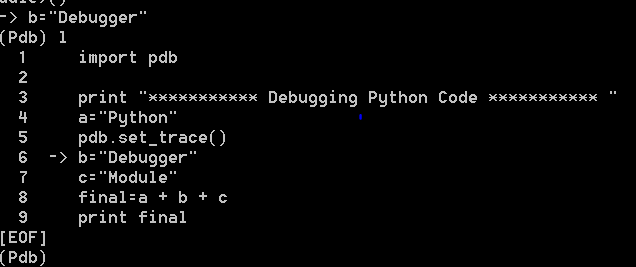 -> b="Debugger"
(Pdb) l
  1     import pdb
  2
  3     print "*********** Debugging Python Code *********** "
  4     a="Python"
  5     pdb.set_trace()
  6  -> b="Debugger"
  7     c="Module"
  8     final=a + b + c
  9     print final
[EOF]
(Pdb)